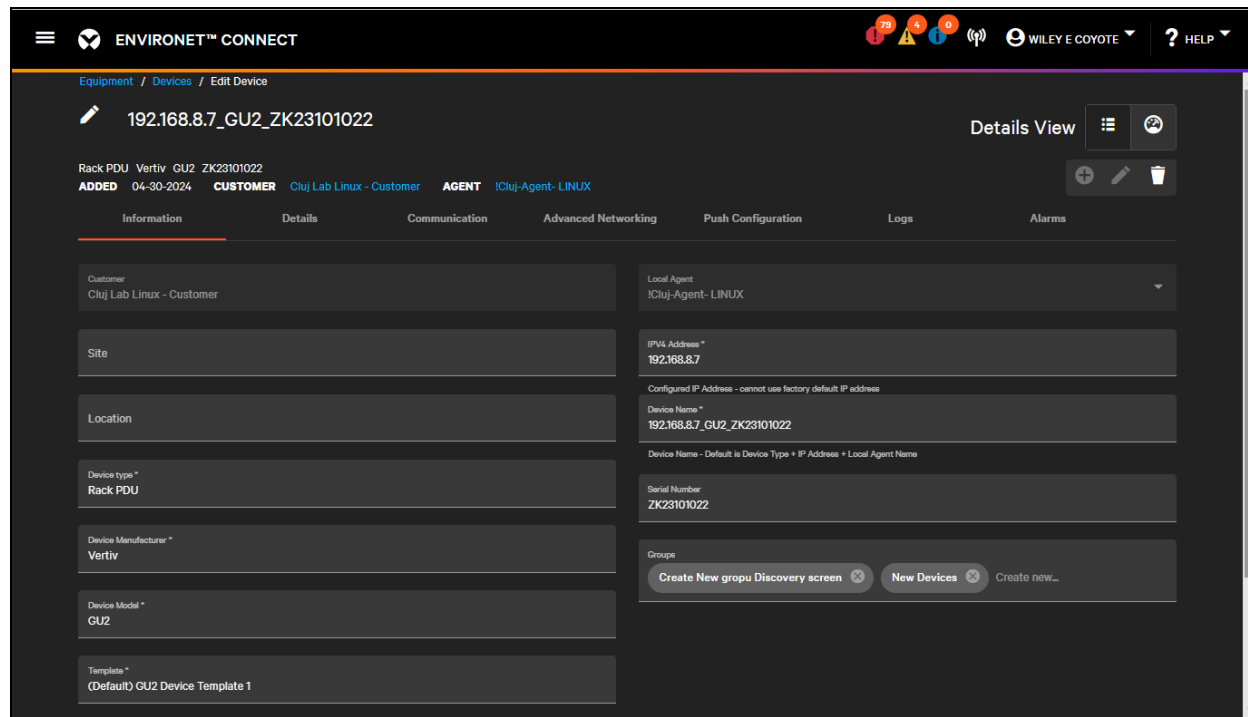 79 4 0
ENVIRONET™ CONNECT WILEY E COYOTE ? HELP
Equipment / Devices / Edit Device
192.168.8.7_GU2_ZK23101022
Details View
Rack PDU Vertiv GU2 ZK23101022
ADDED 04-30-2024 CUSTOMER Cluj Lab Linux - Customer AGENT !Cluj-Agent- LINUX
Information Details Communication Advanced Networking Push Configuration Logs Alarms
Customer
Cluj Lab Linux - Customer
Local Agent
!Cluj-Agent- LINUX
Site
IPV4 Address *
192.168.8.7
Configured IP Address - cannot use factory default IP address
Location
Device Name *
192.168.8.7_GU2_ZK23101022
Device Name - Default is Device Type + IP Address + Local Agent Name
Device type *
Rack PDU
Serial Number
ZK23101022
Device Manufacturer *
Vertiv
Groups
Create New gropu Discovery screen New Devices Create new...
Device Model *
GU2
Template *
(Default) GU2 Device Template 1